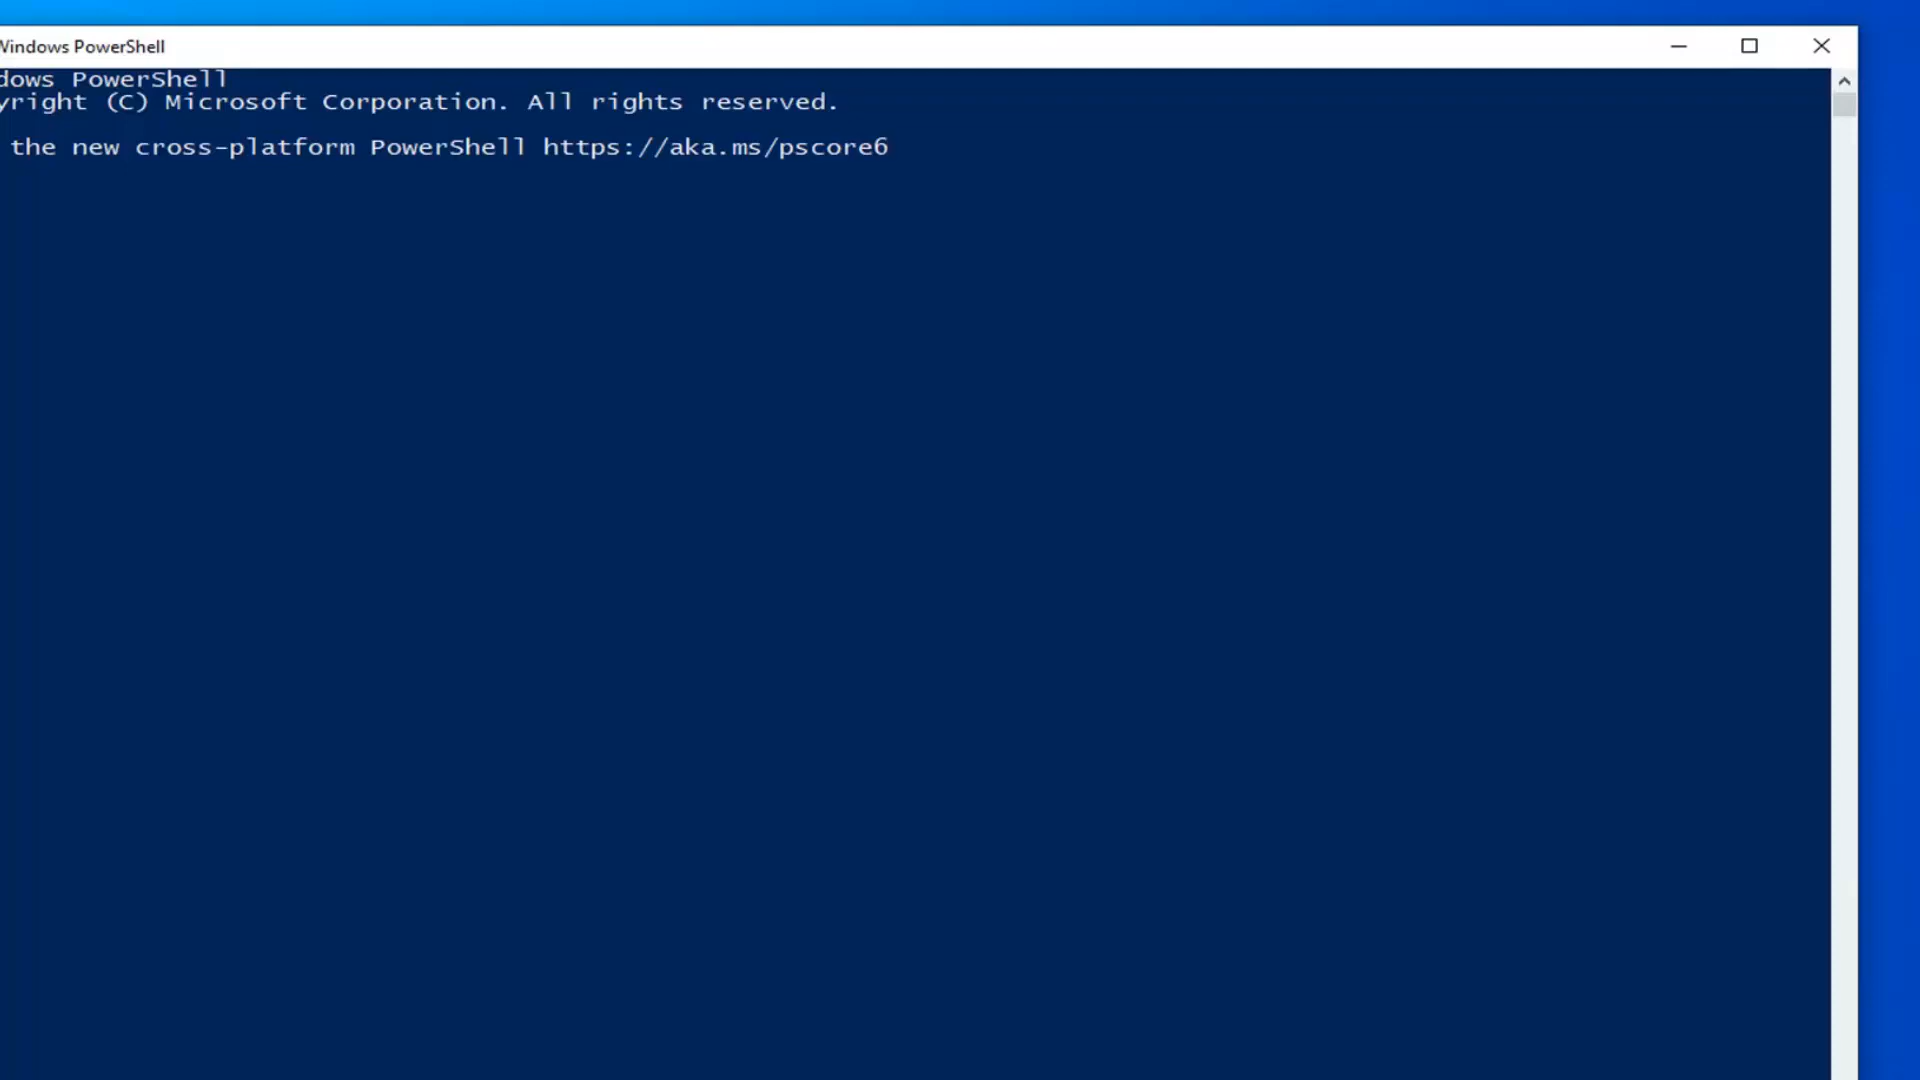 Windows PowerShell
dows PowerShell
yright (C) Microsoft Corporation. All rights reserved.
the new cross-platform PowerShell https://aka.ms/pscore6